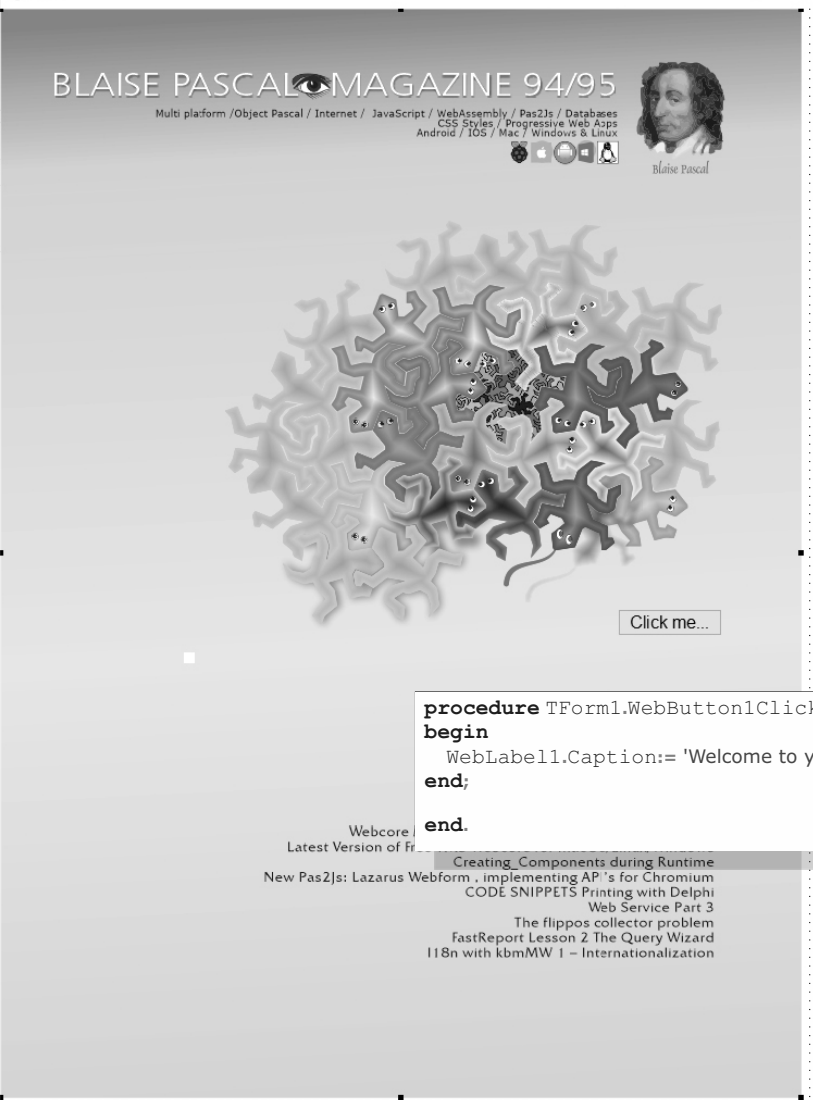 BLAISE PASCAL MAGAZINE 94/95
Multi platform /Object Pascal / Internet / JavaScript / WebAssembly / Pas2Js / Databases
CSS Styles / Progressive Web Apps
Android / IOS / Mac / Windows & Linux
Blaise Pascal
Click me...
procedure TForm1.WebButton1Click
begin
WebLabel1.Caption:= 'Welcome to y
end;
end.
Webcore
Latest Version of
Creating_Components during Runtime
New Pas2Js: Lazarus Webform , implementing API's for Chromium
CODE SNIPPETS Printing with Delphi
Web Service Part 3
The flippos collector problem
FastReport Lesson 2 The Query Wizard
I18n with kbmMW 1 – Internationalization